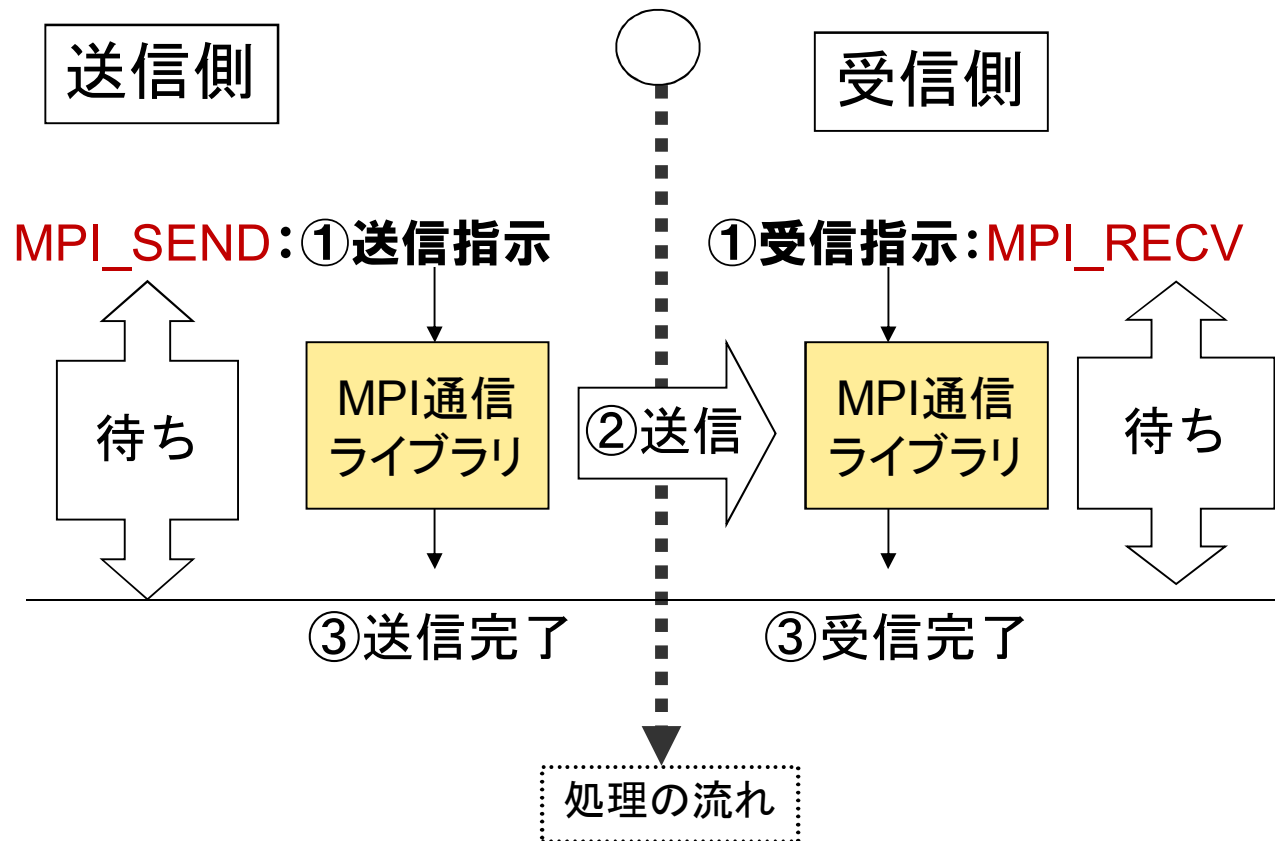 送信側
受信側
MPI_SEND:①送信指示
①受信指示:MPI_RECV
待ち
MPI通信
ライブラリ
②送信
MPI通信
ライブラリ
待ち
③送信完了
③受信完了
処理の流れ